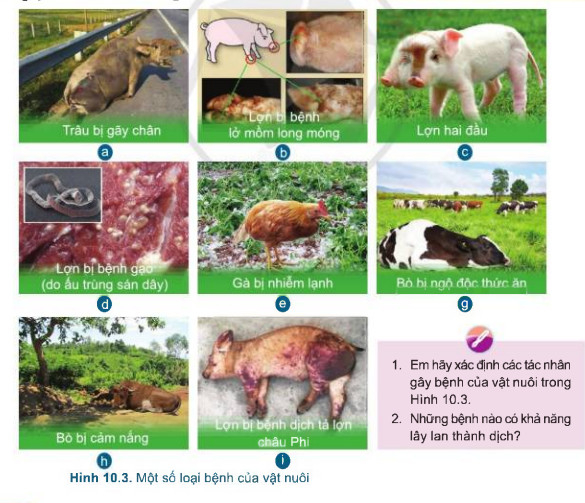 Trâu bị gãy chân
Lợn bị bệnh
lở mồm long móng
Lợn hai đầu
a
b
c
Lợn bị bệnh gạo
(do ấu trùng sán dây)
Gà bị nhiễm lạnh
Bò bị ngộ độc thức ăn
d
e
g
Bò bị cảm nắng
Lợn bị bệnh dịch tả lợn
châu Phi
h
i
1. Em hãy xác định các tác nhân
gây bệnh của vật nuôi trong
Hình 10.3.
2. Những bệnh nào có khả năng
lây lan thành dịch?
Hình 10.3. Một số loại bệnh của vật nuôi